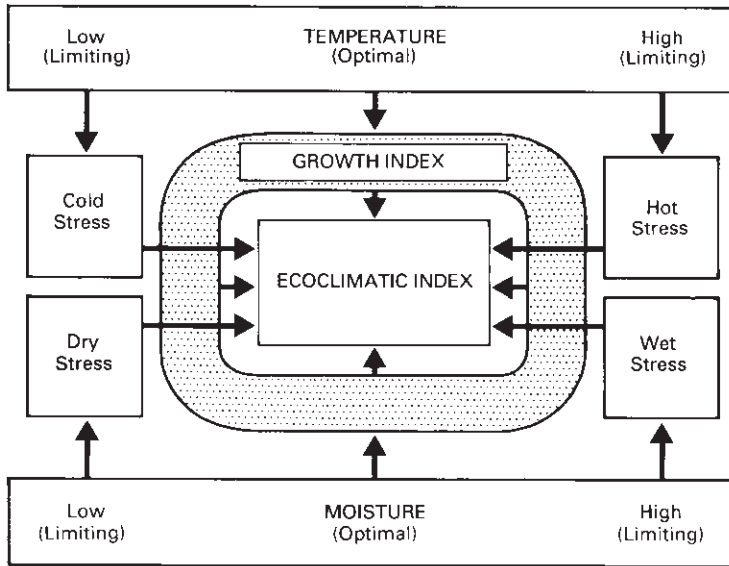 Low
(Limiting)
TEMPERATURE
(Optimal)
High
(Limiting)
GROWTH INDEX
Cold
Stress
Hot
Stress
ECOCLIMATIC INDEX
Dry
Stress
Wet
Stress
Low
(Limiting)
MOISTURE
(Optimal)
High
(Limiting)